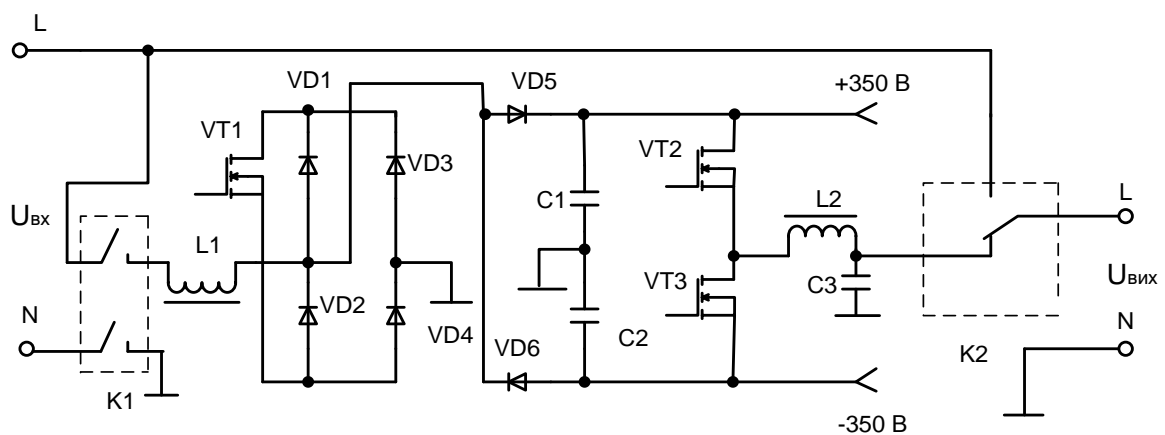 L
VD1
VD5
+350 В
VT1
VT2
VD3
Uвх
C1
L2
L
L1
N
VD2
VD4
VT3
C3
Uвих
VD6
C2
N
K2
K1
-350 В